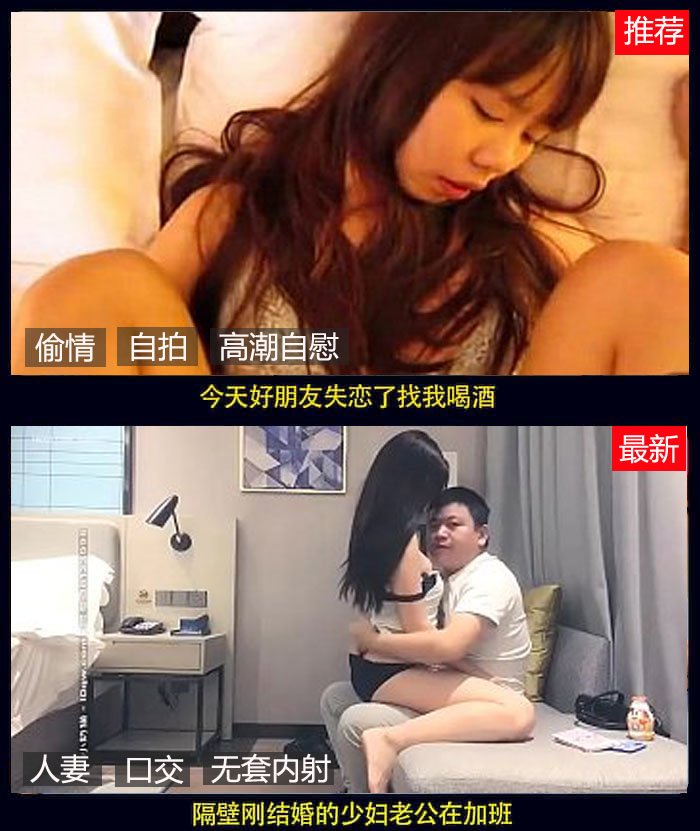 推荐
偷情 自拍 高潮自慰
今天好朋友失恋了找我喝酒
最新
人妻 口交 无套内射
隔壁刚结婚的少妇老公在加班